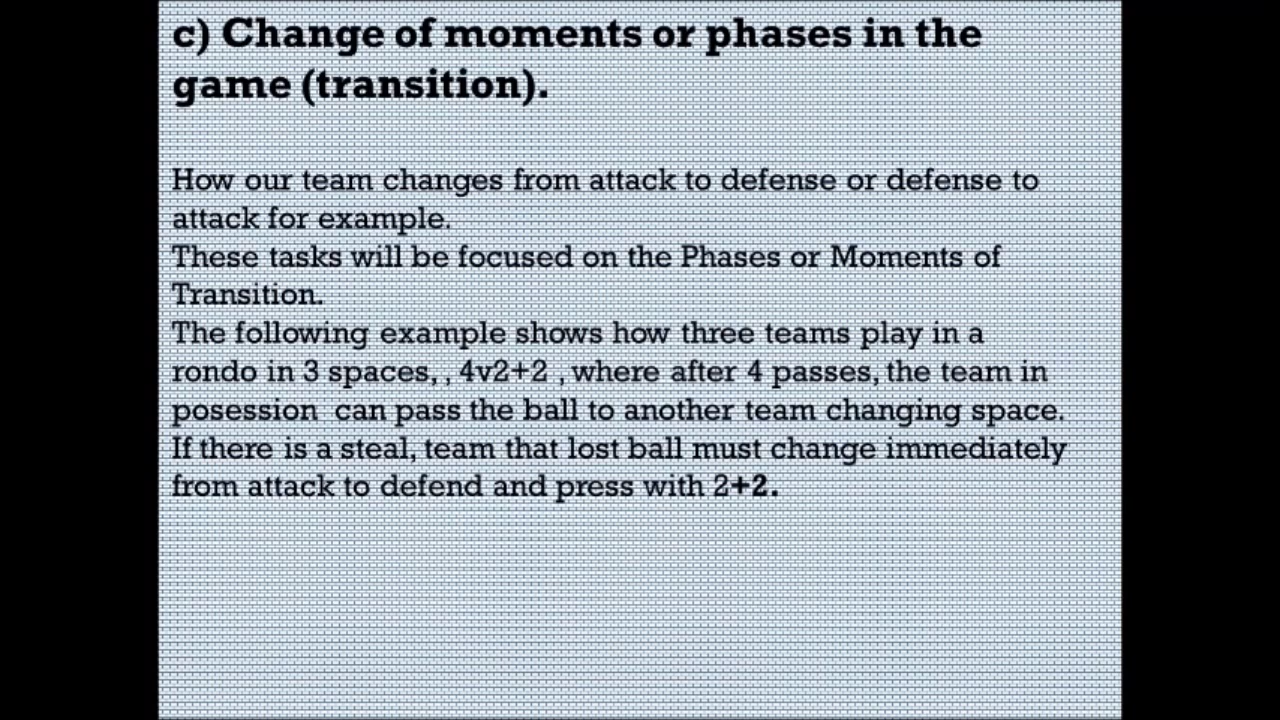 c) Change of moments or phases in the
game (transition).
How our team changes from attack to defense or defense to
attack for example.
These tasks will be focused on the Phases or Moments of
Transition.
The following example shows how three teams play in a
rondo in 3 spaces, , 4v2+2 , where after 4 passes, the team in
posession  can pass the ball to another team changing space.
If there is a steal, team that lost ball must change immediately
from attack to defend and press with 2+2.